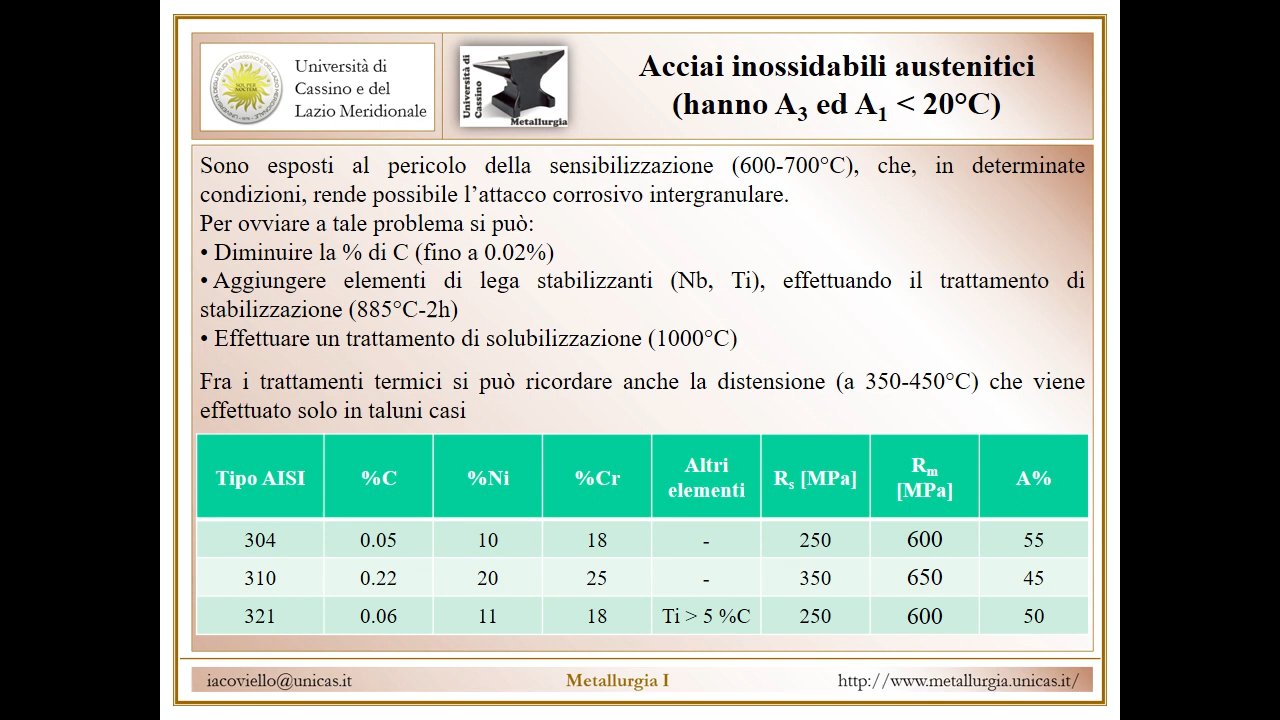 Università di
Cassino e del
Lazio Meridionale
Università di
Cassino
Metallurgia
Acciai inossidabili austenitici
(hanno A3 ed A1 < 20°C)
Sono esposti al pericolo della sensibilizzazione (600-700°C), che, in determinate
condizioni, rende possibile l’attacco corrosivo intergranulare.
Per ovviare a tale problema si può:
• Diminuire la % di C (fino a 0.02%)
• Aggiungere elementi di lega stabilizzanti (Nb, Ti), effettuando il trattamento di
stabilizzazione (885°C-2h)
• Effettuare un trattamento di solubilizzazione (1000°C)
Fra i trattamenti termici si può ricordare anche la distensione (a 350-450°C) che viene
effettuato solo in taluni casi
Tipo AISI %C %Ni %Cr Altri elementi Rs [MPa] Rm [MPa] A%
304 0.05 10 18 - 250 600 55
310 0.22 20 25 - 350 650 45
321 0.06 11 18 Ti > 5 %C 250 600 50
iacoviello@unicas.it Metallurgia I http://www.metallurgia.unicas.it/